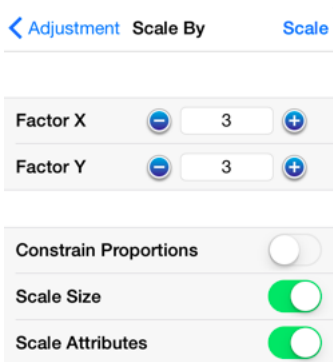 Adjustment Scale By Scale
Factor X 3
Factor Y 3
Constrain Proportions
Scale Size
Scale Attributes